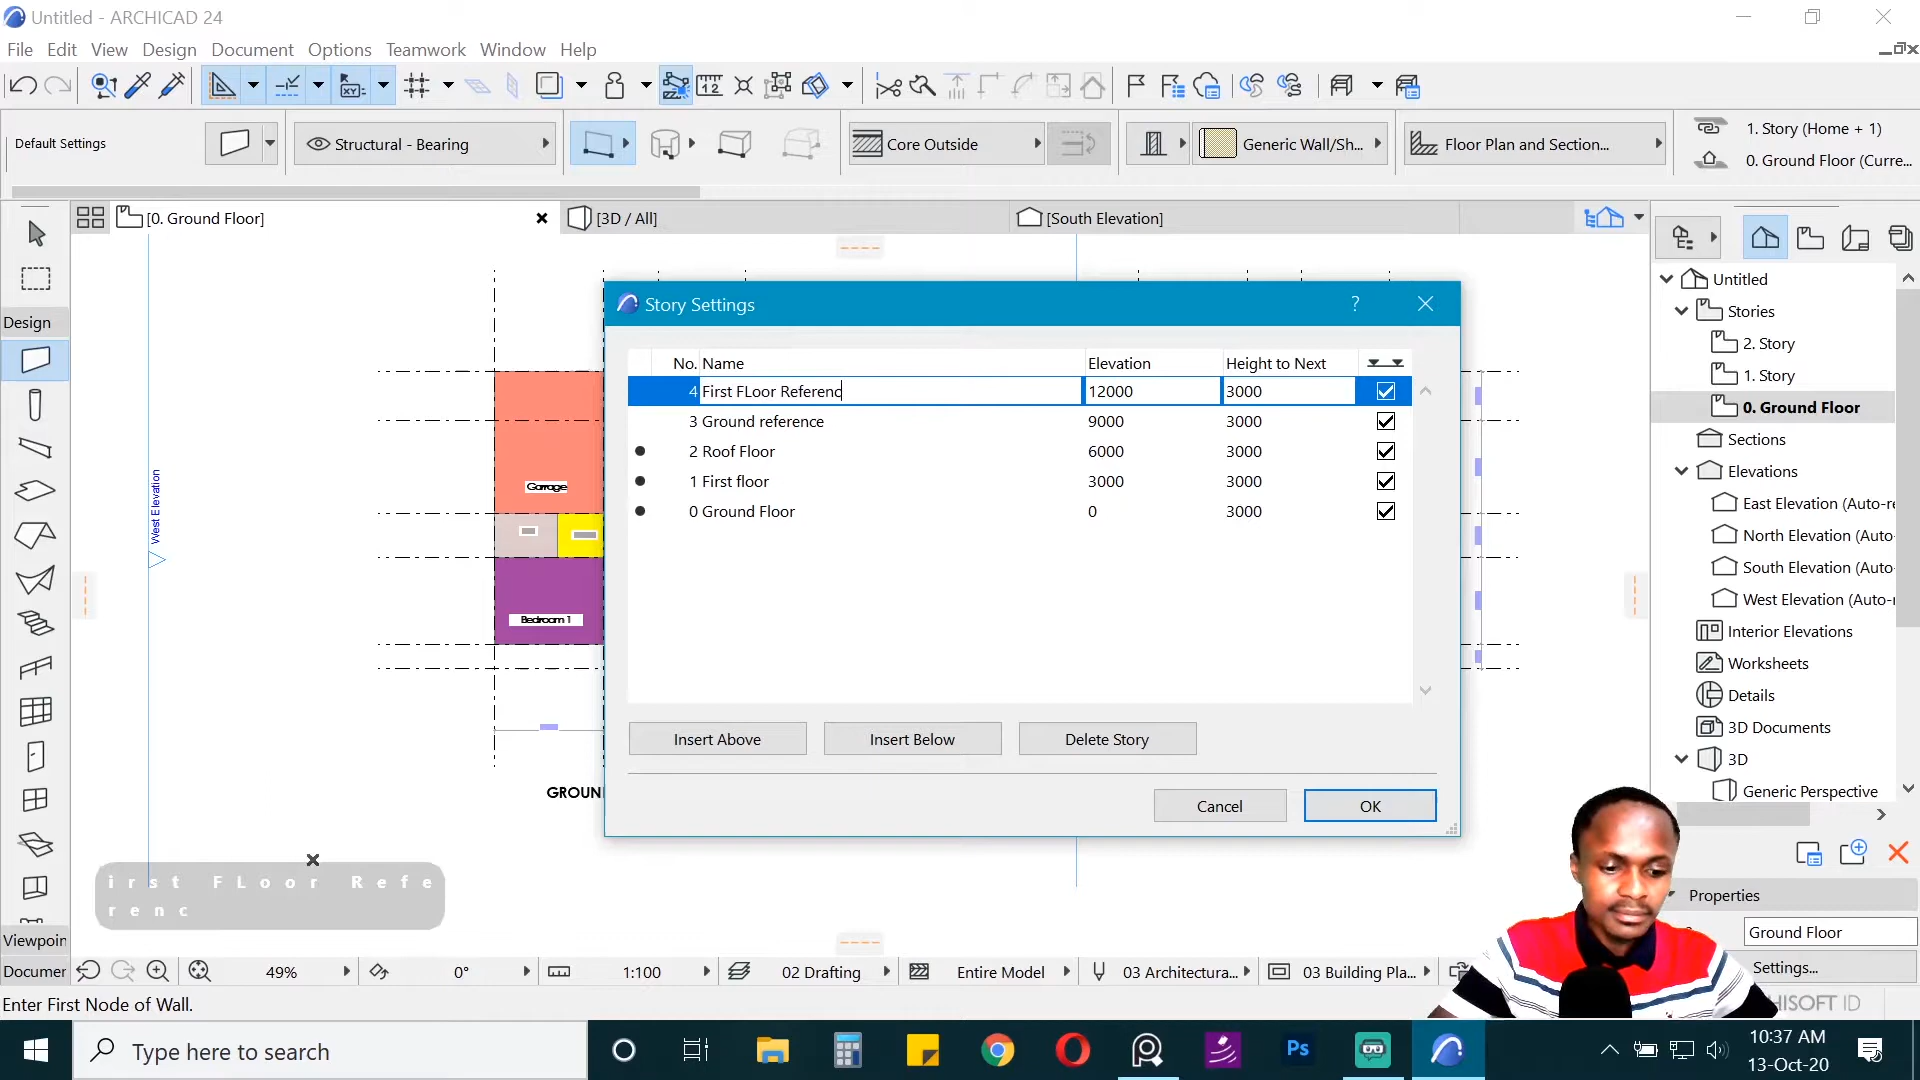 Untitled - ARCHICAD 24
File Edit View Design Document Options Teamwork Window Help
Default Settings
Structural - Bearing
Core Outside
Generic Wall/Sh...
Floor Plan and Section...
1. Story (Home + 1)
0. Ground Floor (Curre...
[0. Ground Floor]
[3D / All]
[South Elevation]
Design
Viewpoin
Documen
West Elevation
Garrage
Bedroom 1
GROUN
Story Settings
?
No. Name Elevation Height to Next
4 First FLoor Referenc 12000 3000
3 Ground reference 9000 3000
2 Roof Floor 6000 3000
1 First floor 3000 3000
0 Ground Floor 0 3000
Insert Above Insert Below Delete Story
Cancel OK
Untitled
Stories
2. Story
1. Story
0. Ground Floor
Sections
Elevations
East Elevation (Auto-r
North Elevation (Auto-
South Elevation (Auto-
West Elevation (Auto-r
Interior Elevations
Worksheets
Details
3D Documents
3D
Generic Perspective
Properties
Ground Floor
Settings...
HISOFT ID
irst FLoor Refe
renc
49% 0° 1:100 02 Drafting Entire Model 03 Architectura... 03 Building Pla...
Enter First Node of Wall.
Type here to search
Ps
10:37 AM
13-Oct-20